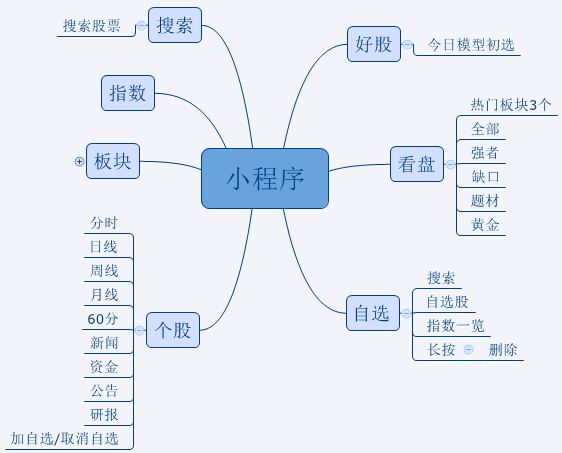 小程序
好股
今日模型初选
看盘
热门板块3个
全部
强者
缺口
题材
黄金
自选
搜索
自选股
指数一览
长按
删除
搜索
搜索股票
指数
板块
个股
分时
日线
周线
月线
60分
新闻
资金
公告
研报
加自选/取消自选